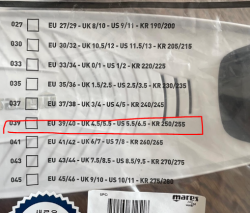 027 EU 27/29 - UK 8/10 - US 9/11 - KR 190/200
030 EU 30/32 - UK 10.5/12 - US 11.5/13 - KR 205/215
033 EU 33/34 - UK 0/1 - US 1/2 - KR 220/225
035 EU 35/36 - UK 1.5/2.5 - US 2.5/3.5 - KR 230/235
037 EU 37/38 - UK 3/4 - US 4/5 - KR 240/245
039 EU 39/40 - UK 4.5/5.5 - US 5.5/6.5 - KR 250/255
041 EU 41/42 - UK 6/7 - US 7/8 - KR 260/265
043 EU 43/44 - UK 7.5/8.5 - US 8.5/9.5 - KR 270/275
045 EU 45/46 - UK 9/10 - US 10/11 - KR 275/280
mares